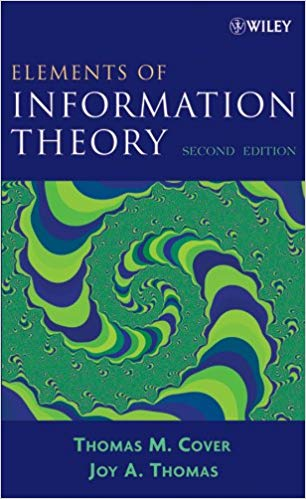 WILEY
ELEMENTS OF
INFORMATION
THEORY SECOND EDITION
THOMAS M. COVER
JOY A. THOMAS